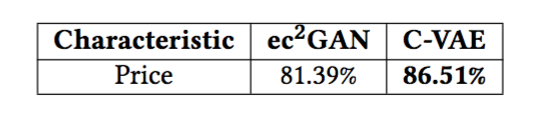 Characteristic ec²GAN C-VAE
Price 81.39% 86.51%